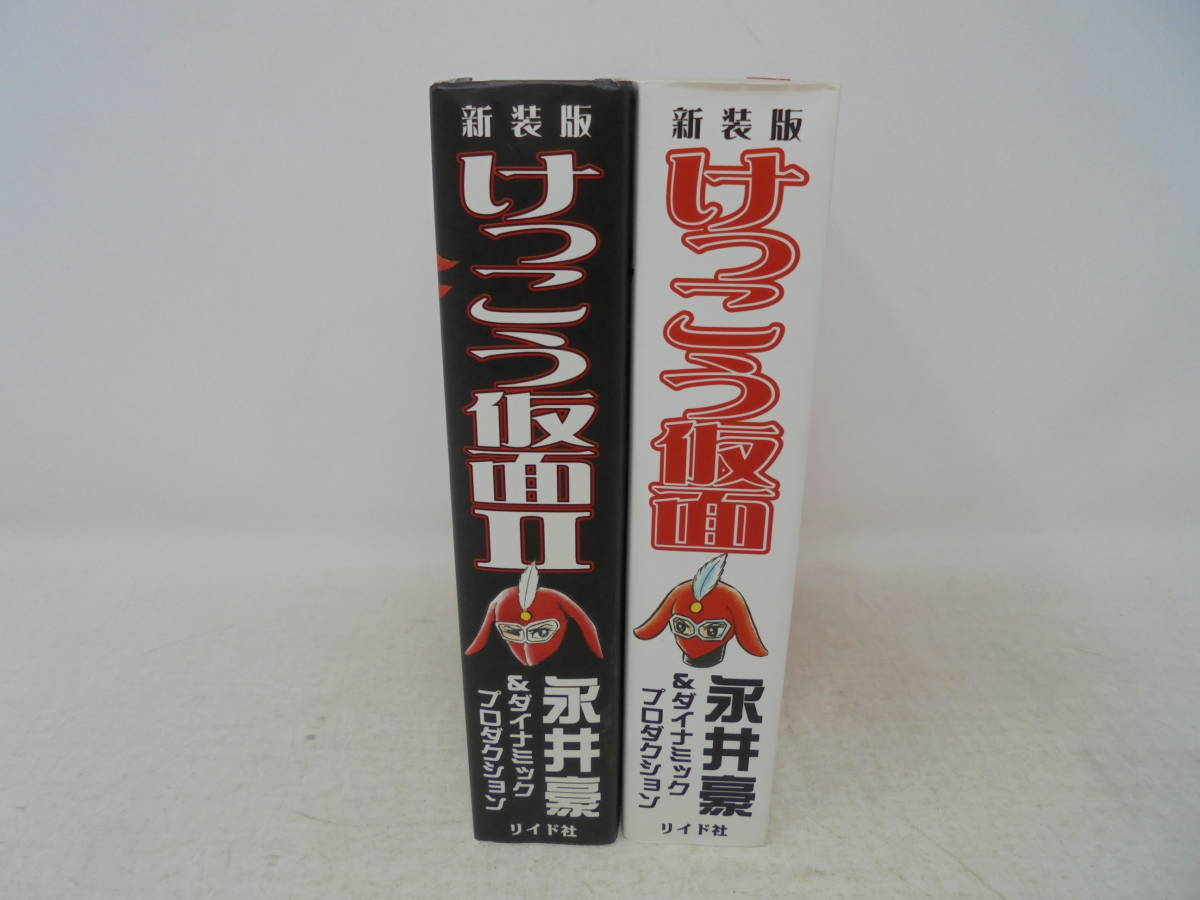 新装版
けっこう仮面II
永井豪
&ダイナミック
プロダクション
リイド社
新装版
けっこう仮面
永井豪
&ダイナミック
プロダクション
リイド社